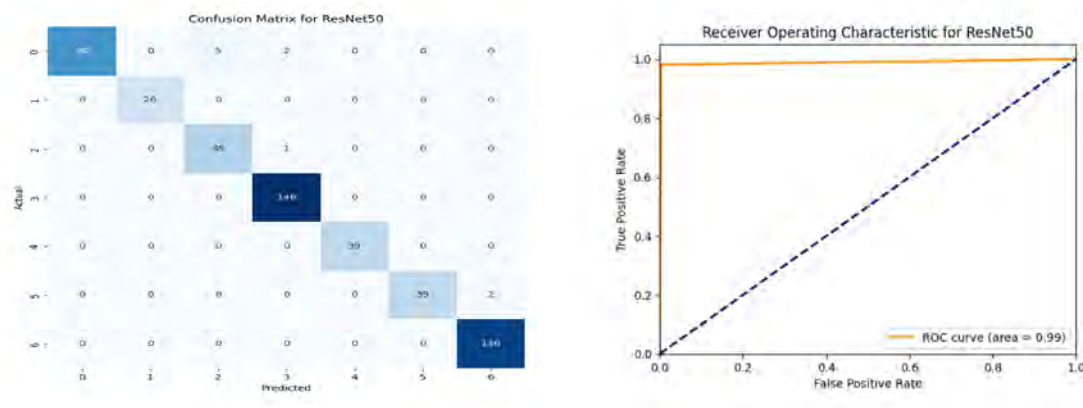 Confusion Matrix for ResNet50
0 0 2 0 0 0
1 0 26 0 0 0 0 0
2 0 0 1 0 0 0
Actual
3 0 0 0 0 0 0
4 0 0 0 0 39 0 0
5 0 0 0 0 0 39 2
6 0 0 0 0 0 0
0 1 2 3 4 5 6
Predicted
Receiver Operating Characteristic for ResNet50
1.0
0.8
0.6
0.4
0.2
0.0
True Positive Rate
ROC curve (area = 0.99)
0.0 0.2 0.4 0.6 0.8 1.0
False Positive Rate